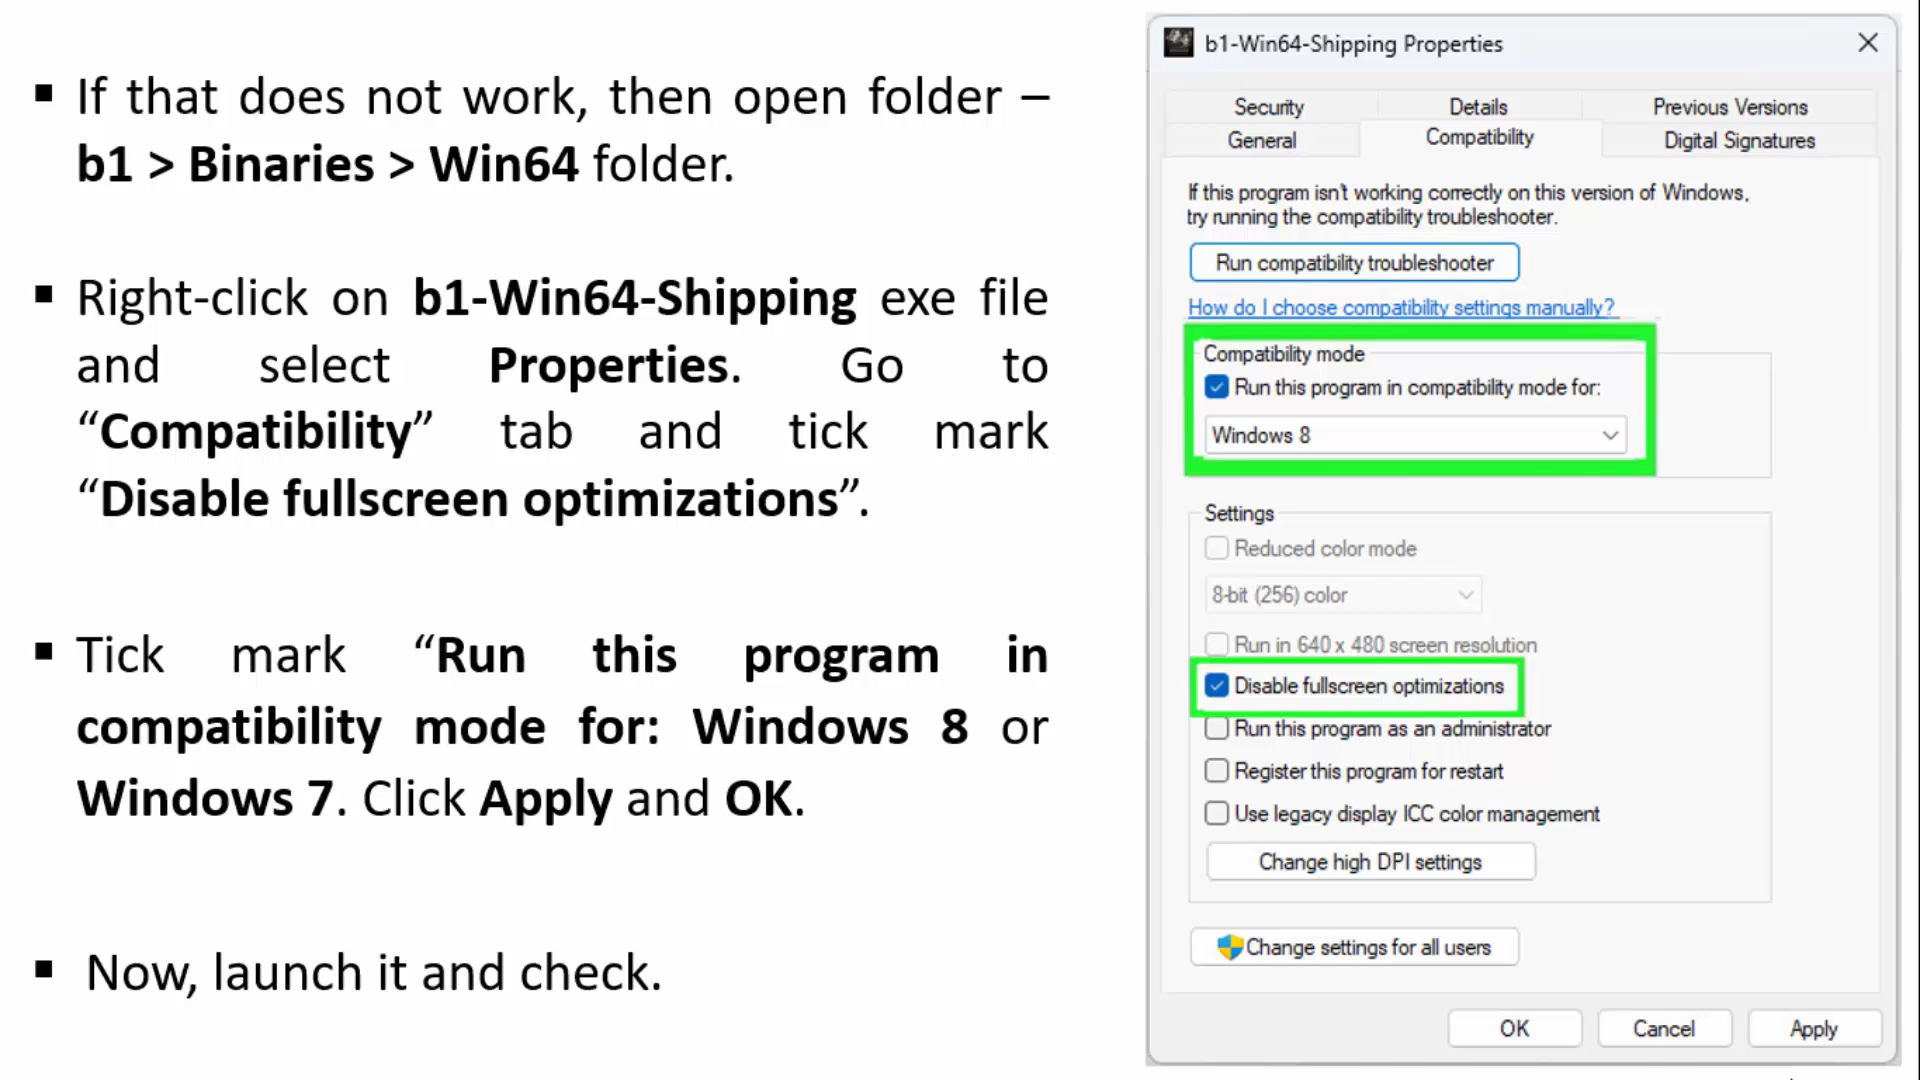 ▪ If that does not work, then open folder –
b1 > Binaries > Win64 folder.
▪ Right-click on b1-Win64-Shipping exe file
and select Properties. Go to
“Compatibility” tab and tick mark
“Disable fullscreen optimizations”.
▪ Tick mark “Run this program in
compatibility mode for: Windows 8 or
Windows 7. Click Apply and OK.
▪ Now, launch it and check.
b1-Win64-Shipping Properties
Security Details Previous Versions
General Compatibility Digital Signatures
If this program isn't working correctly on this version of Windows,
try running the compatibility troubleshooter.
Run compatibility troubleshooter
How do I choose compatibility settings manually?
Compatibility mode
Run this program in compatibility mode for:
Windows 8
Settings
Reduced color mode
8-bit (256) color
Run in 640 x 480 screen resolution
Disable fullscreen optimizations
Run this program as an administrator
Register this program for restart
Use legacy display ICC color management
Change high DPI settings
Change settings for all users
OK Cancel Apply